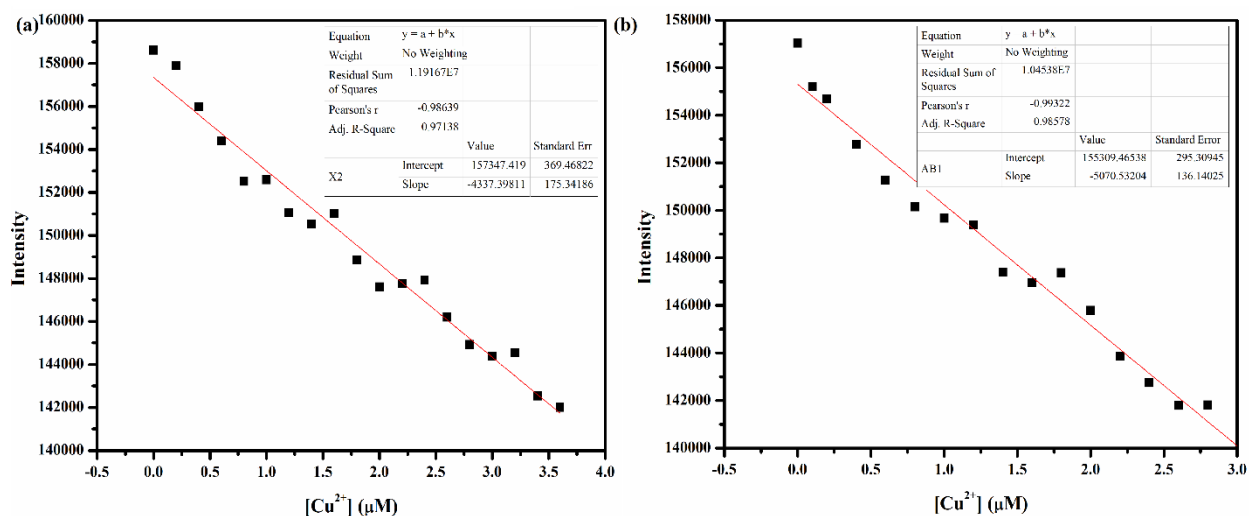 (a)
160000
158000
156000
154000
152000
150000
148000
146000
144000
142000
140000
Intensity
-0.5 0.0 0.5 1.0 1.5 2.0 2.5 3.0 3.5 4.0
[Cu2+] (μM)
Equation y = a + b*x
Weight No Weighting
Residual Sum of Squares 1.19167E7
Pearson's r -0.98639
Adj. R-Square 0.97138
Value Standard Err
X2 Intercept 157347.419 369.46822
Slope -4337.39811 175.34186
(b)
158000
156000
154000
152000
150000
148000
146000
144000
142000
140000
Intensity
-0.5 0.0 0.5 1.0 1.5 2.0 2.5 3.0
[Cu2+] (μM)
Equation y = a + b*x
Weight No Weighting
Residual Sum of Squares 1.04538E7
Pearson's r -0.99322
Adj. R-Square 0.98578
Value Standard Error
AB1 Intercept 155309.46538 295.30945
Slope -5070.53204 136.14025